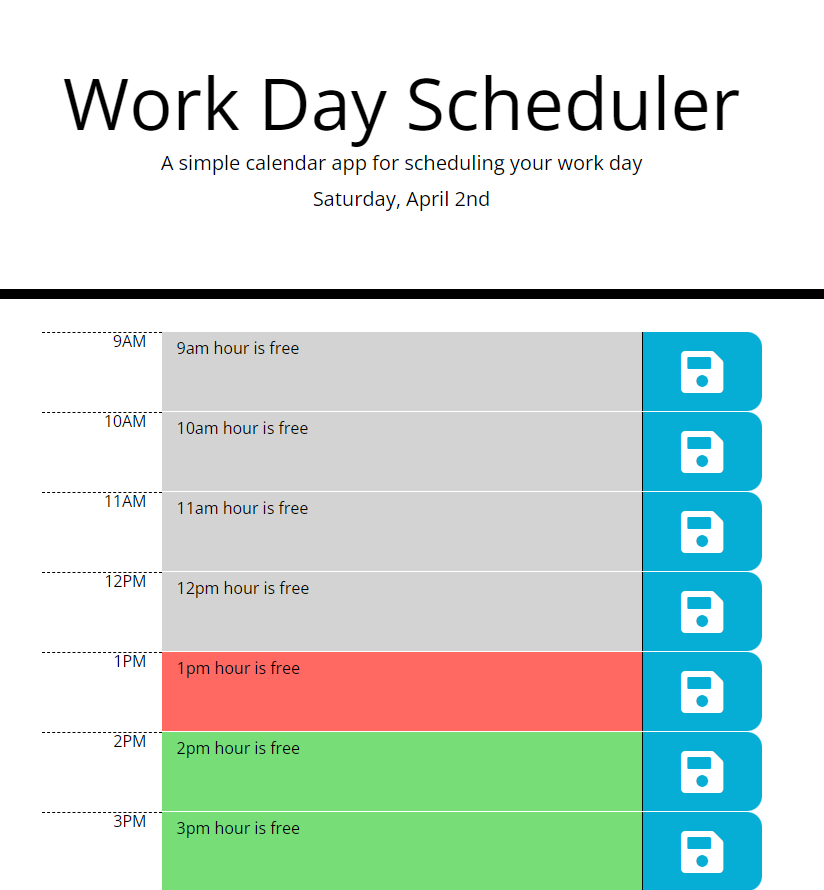 Work Day Scheduler
A simple calendar app for scheduling your work day
Saturday, April 2nd
9AM 9am hour is free
10AM 10am hour is free
11AM 11am hour is free
12PM 12pm hour is free
1PM 1pm hour is free
2PM 2pm hour is free
3PM 3pm hour is free